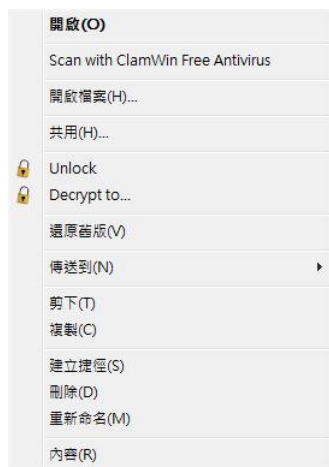 開啟(O)
Scan with ClamWin Free Antivirus
開啟檔案(H)...
共用(H)...
Unlock
Decrypt to...
還原舊版(V)
傳送到(N)
剪下(T)
複製(C)
建立捷徑(S)
刪除(D)
重新命名(M)
內容(R)